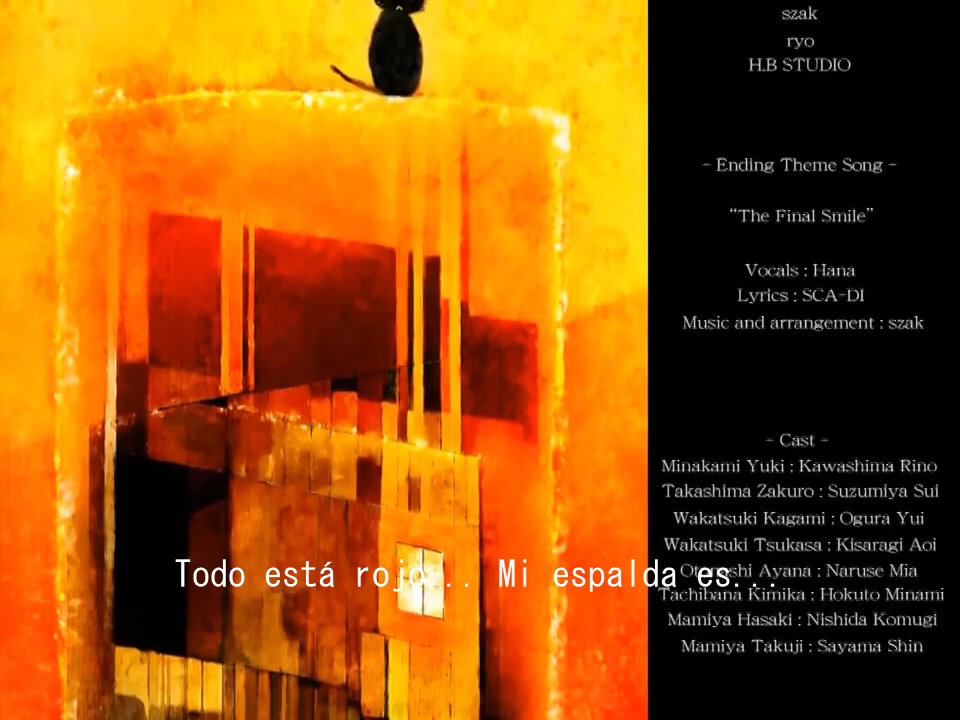 szak
ryo
H.B STUDIO
- Ending Theme Song -
“The Final Smile”
Vocals : Hana
Lyrics : SCA-DI
Music and arrangement : szak
- Cast -
Minakami Yuki : Kawashima Rino
Takashima Zakuro : Suzumiya Sui
Wakatsuki Kagami : Ogura Yui
Wakatsuki Tsukasa : Kisaragi Aoi
Otonashi Ayana : Naruse Mia
Todo está rojo... Mi espalda es...
Tachibana Kimika : Hokuto Minami
Mamiya Hasaki : Nishida Komugi
Mamiya Takuji : Sayama Shin